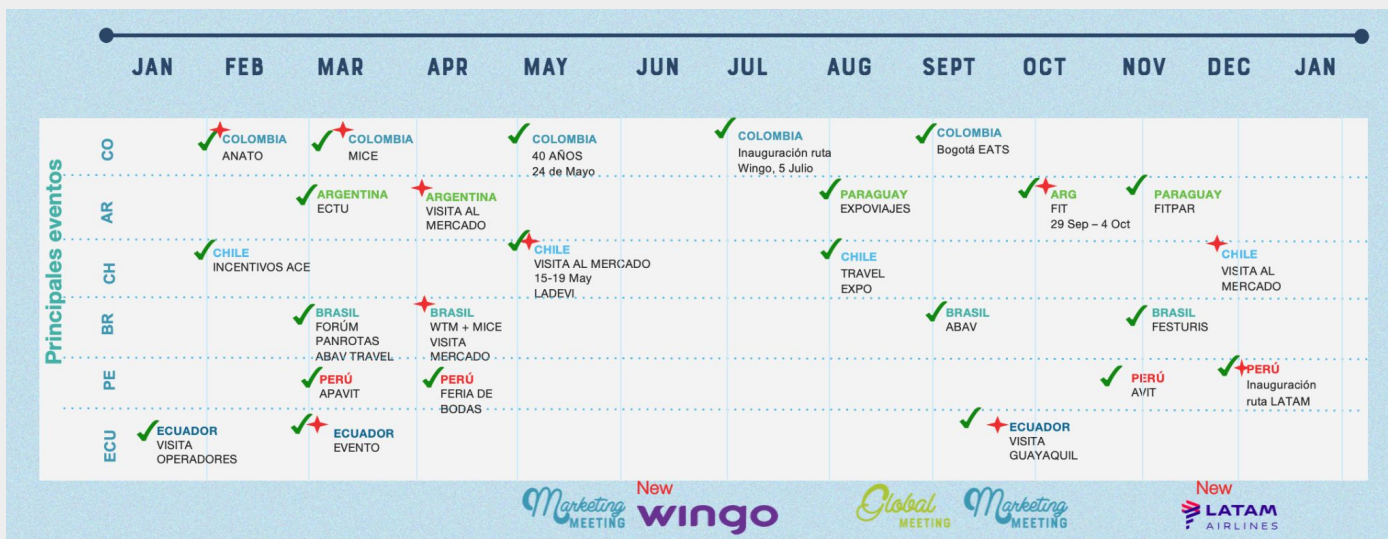 JAN FEB MAR APR MAY JUN JUL AUG SEPT OCT NOV DEC JAN
Principales eventos
CO
COLOMBIA
ANATO
COLOMBIA
MICE
COLOMBIA
40 AÑOS
24 de Mayo
COLOMBIA
Inauguración ruta
Wingo, 5 Julio
COLOMBIA
Bogotá EATS
AR
ARGENTINA
ECTU
ARGENTINA
VISITA AL
MERCADO
PARAGUAY
EXPOVIAJES
ARG
FIT
29 Sep – 4 Oct
PARAGUAY
FITPAR
CH
CHILE
INCENTIVOS ACE
CHILE
VISITA AL MERCADO
15-19 May
LADEVI
CHILE
TRAVEL
EXPO
CHILE
VISITA AL
MERCADO
BR
BRASIL
FORÚM
PANROTAS
ABAV TRAVEL
BRASIL
WTM + MICE
VISITA
MERCADO
BRASIL
ABAV
BRASIL
FESTURIS
PE
PERÚ
APAVIT
PERÚ
FERIA DE
BODAS
PERÚ
AVIT
PERÚ
Inauguración
ruta LATAM
ECU
ECUADOR
VISITA
OPERADORES
ECUADOR
EVENTO
ECUADOR
VISITA
GUAYAQUIL
Marketing
MEETING
New
wingo
Global
MEETING
Marketing
MEETING
New
LATAM
AIRLINES